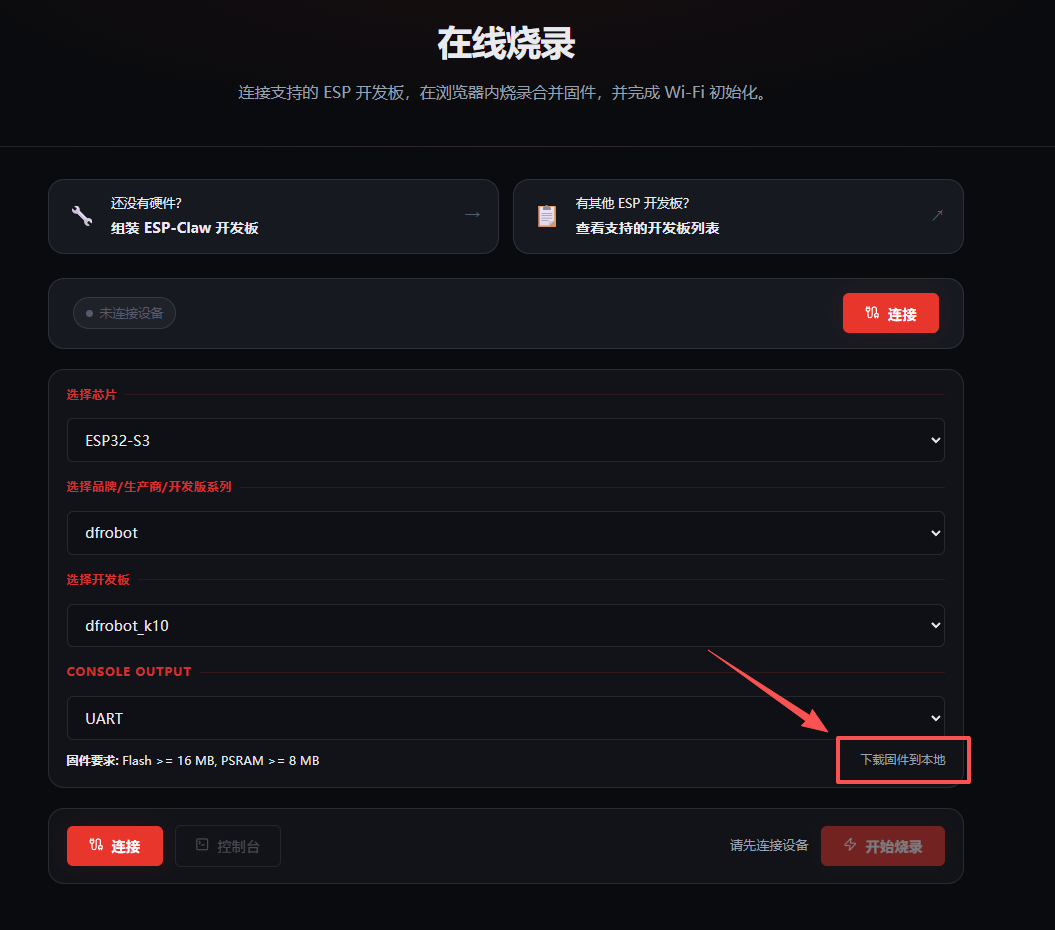 在线烧录
连接支持的 ESP 开发板，在浏览器内烧录合并固件，并完成 Wi-Fi 初始化。
还没有硬件?
组装 ESP-Claw 开发板
→
有其他 ESP 开发板?
查看支持的开发板列表
↗
未连接设备
连接
选择芯片
ESP32-S3
选择品牌/生产商/开发版系列
dfrobot
选择开发板
dfrobot_k10
CONSOLE OUTPUT
UART
固件要求: Flash >= 16 MB, PSRAM >= 8 MB
下载固件到本地
连接
控制台
请先连接设备
开始烧录